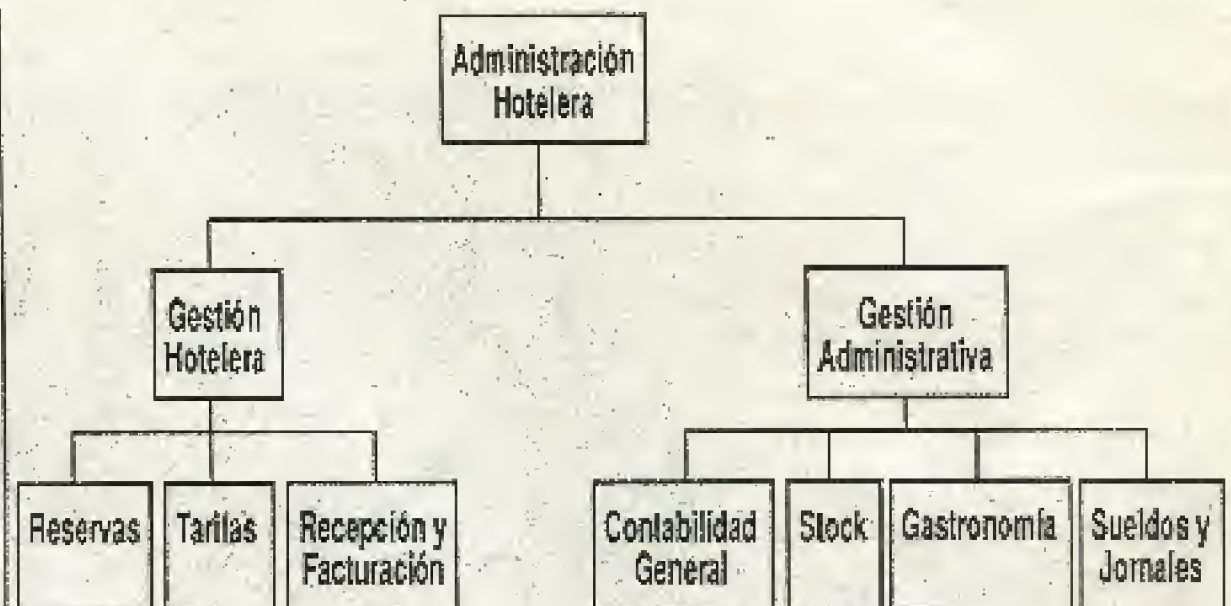 Administración
Hotelera
Gestión
Hotelera
Gestión
Administrativa
Reservas
Tarifas
Recepción y
Facturación
Contabilidad
General
Stock
Gastronomía
Sueldos y
Jornales